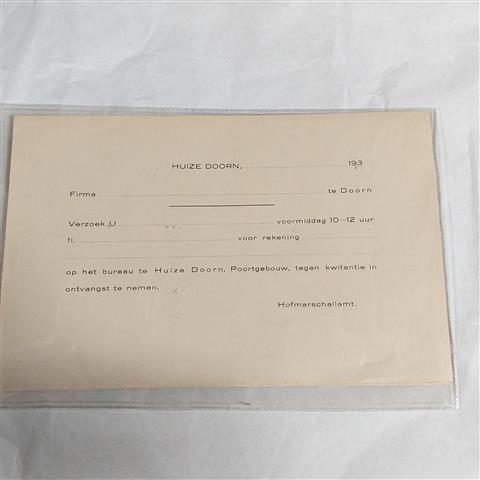 HUIZE DOORN, 193
Firma te Doorn
Verzoek U voormiddag 10-12 uur
fl. voor rekening
op het bureau te Huize Doorn, Poortgebouw, tegen kwitantie in
ontvangst te nemen.
Hofmarschallamt.